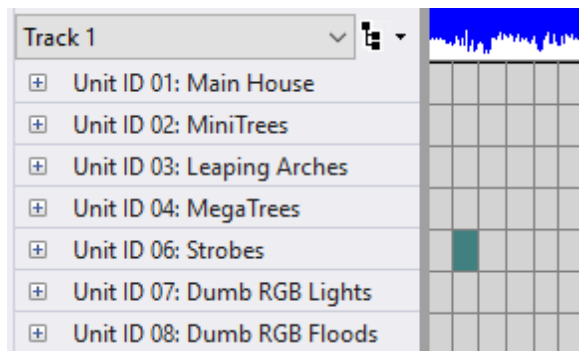 Track 1
Unit ID 01: Main House
Unit ID 02: MiniTrees
Unit ID 03: Leaping Arches
Unit ID 04: MegaTrees
Unit ID 06: Strobes
Unit ID 07: Dumb RGB Lights
Unit ID 08: Dumb RGB Floods